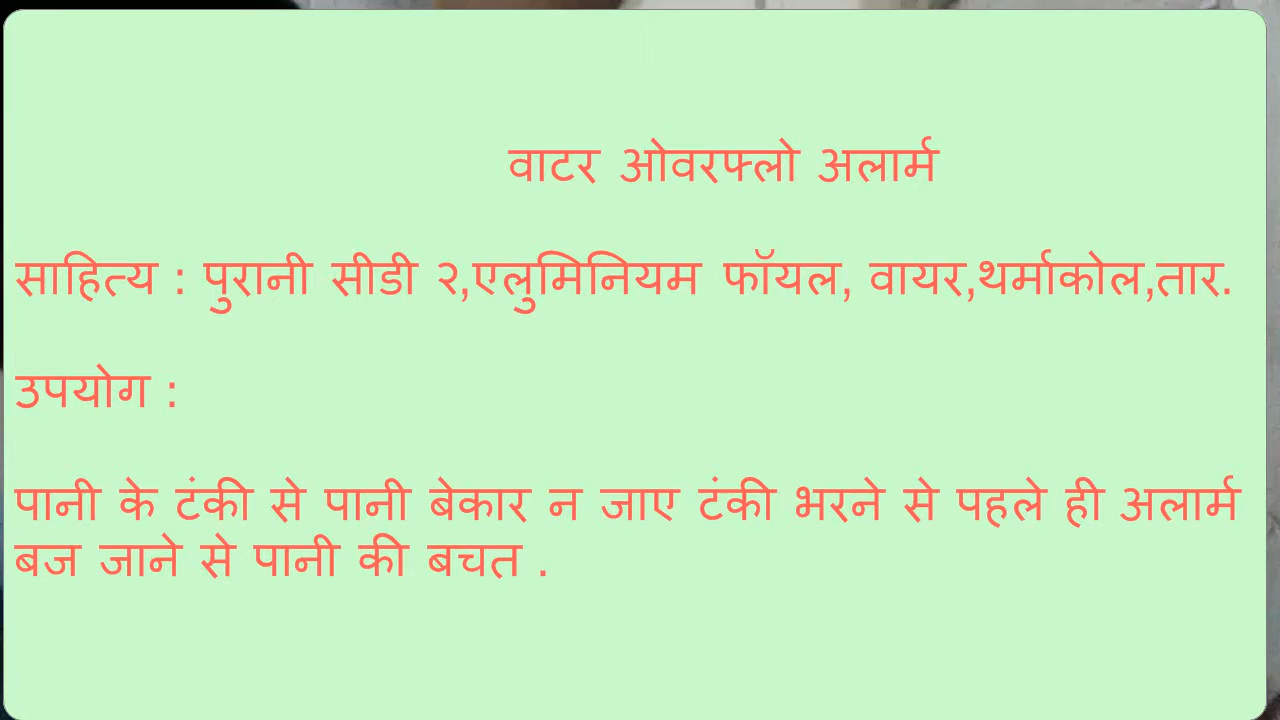 वाटर ओवरफ्लो अलार्म
साहित्य : पुरानी सीडी २,एलुमिनियम फॉयल, वायर,थर्माकोल,तार.
उपयोग :
पानी के टंकी से पानी बेकार न जाए टंकी भरने से पहले ही अलार्म
बज जाने से पानी की बचत .